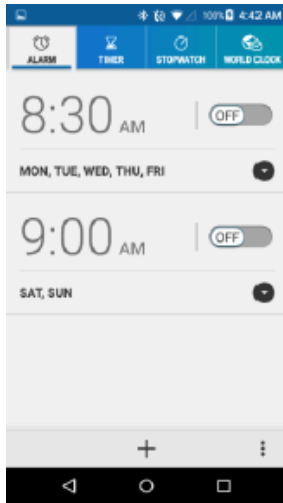 100% 4:42 AM
ALARM TIMER STOPWATCH WORLD CLOCK
8:30 AM OFF
MON, TUE, WED, THU, FRI
9:00 AM OFF
SAT, SUN